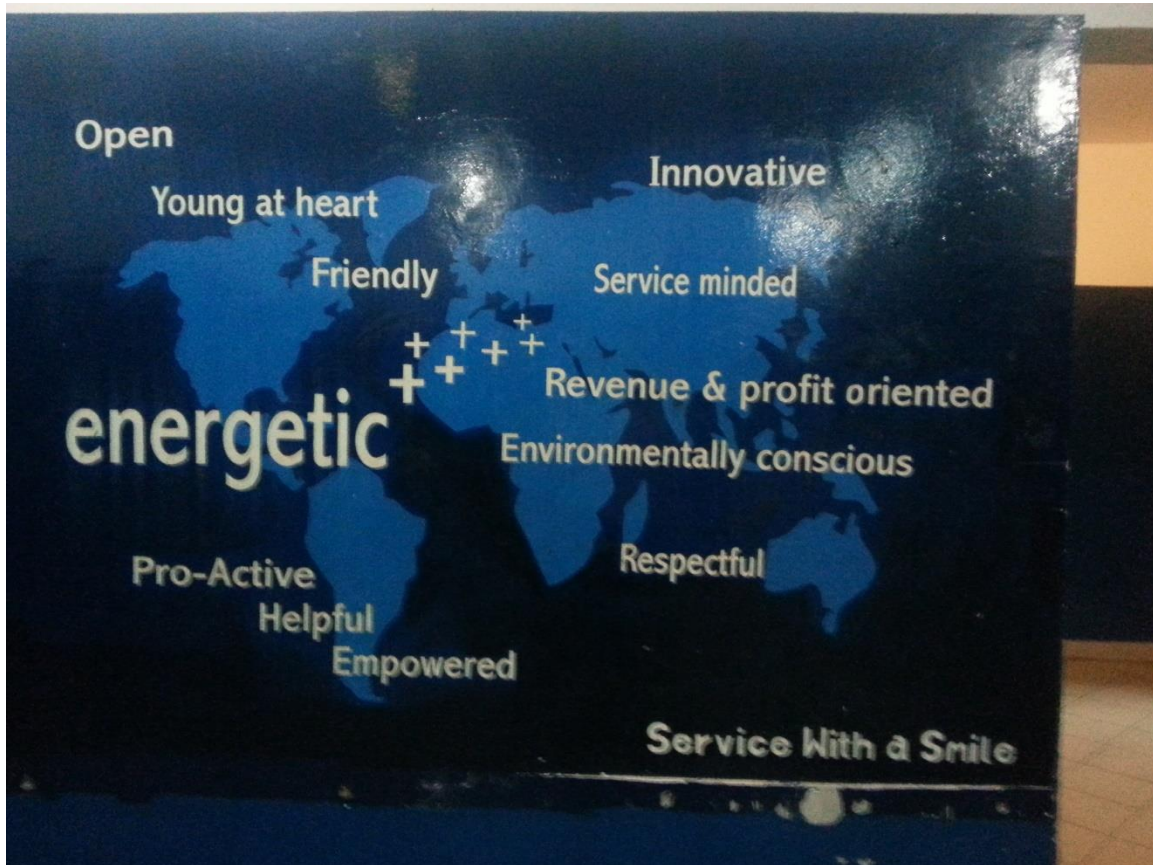 Open
Innovative
Young at heart
Friendly
Service minded
Revenue & profit oriented
energetic
Environmentally conscious
Respectful
Pro-Active
Helpful
Empowered
Service With a Smile